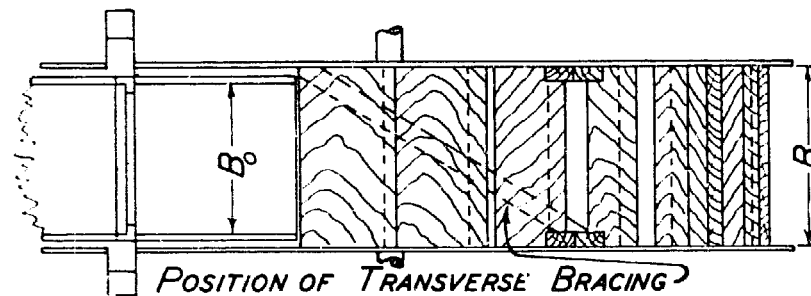 B₀
B
POSITION OF TRANSVERSE BRACING